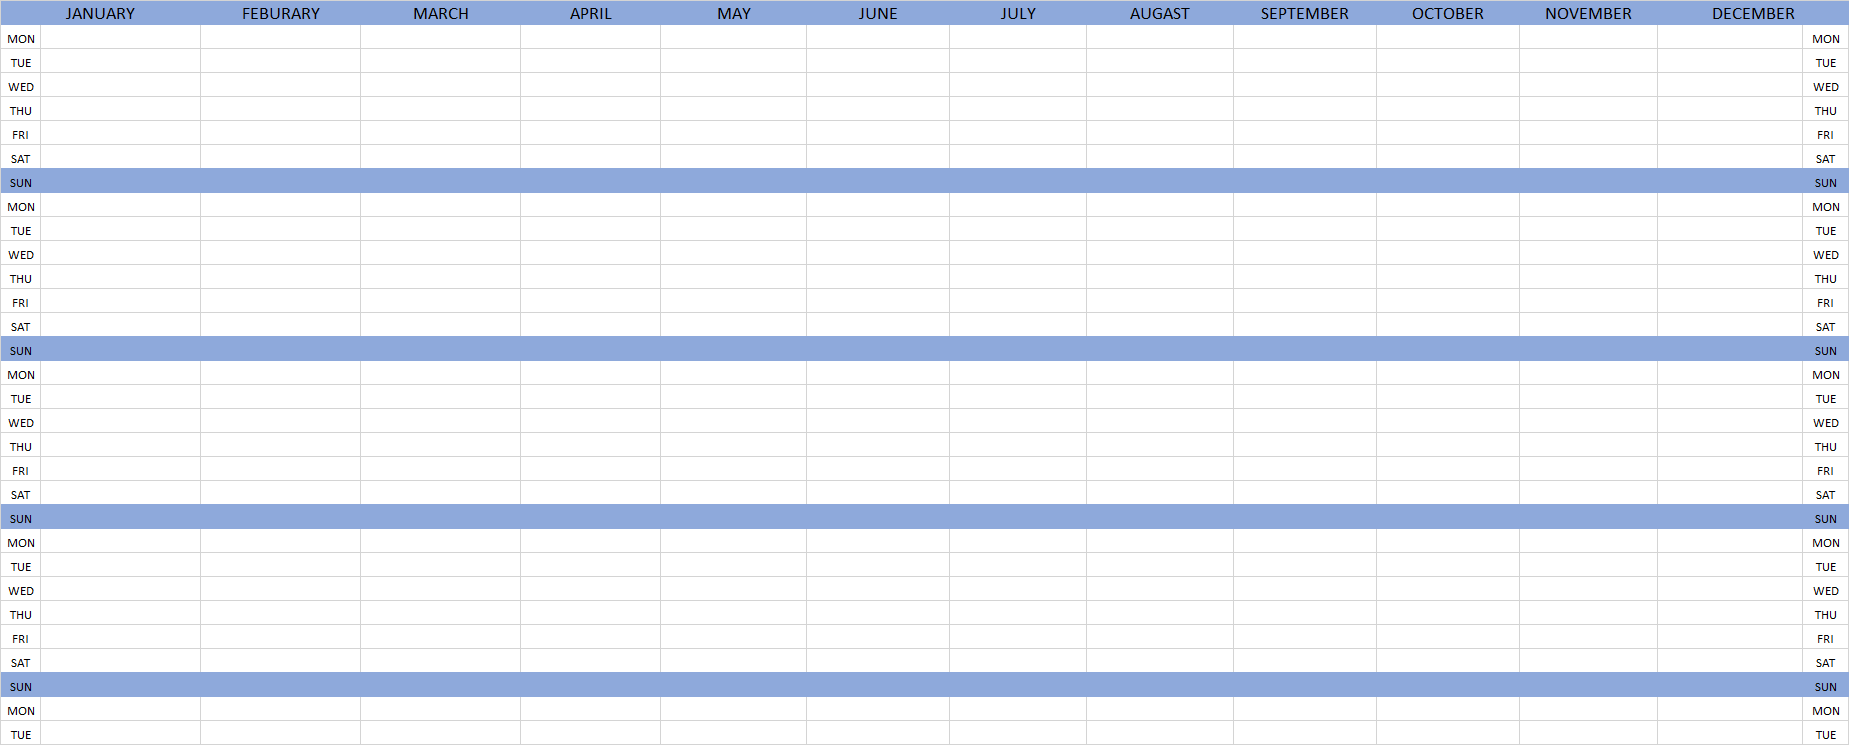 JANUARY FEBURARY MARCH APRIL MAY JUNE JULY AUGAST SEPTEMBER OCTOBER NOVEMBER DECEMBER
MON MON
TUE TUE
WED WED
THU THU
FRI FRI
SAT SAT
SUN SUN
MON MON
TUE TUE
WED WED
THU THU
FRI FRI
SAT SAT
SUN SUN
MON MON
TUE TUE
WED WED
THU THU
FRI FRI
SAT SAT
SUN SUN
MON MON
TUE TUE
WED WED
THU THU
FRI FRI
SAT SAT
SUN SUN
MON MON
TUE TUE